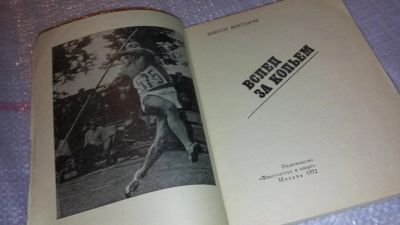 ВИКТОР ВИКТОРОВ
ВСЛЕД
ЗА КОПЬЕМ
Издательство
«Физкультура и спорт»
Москва 1972